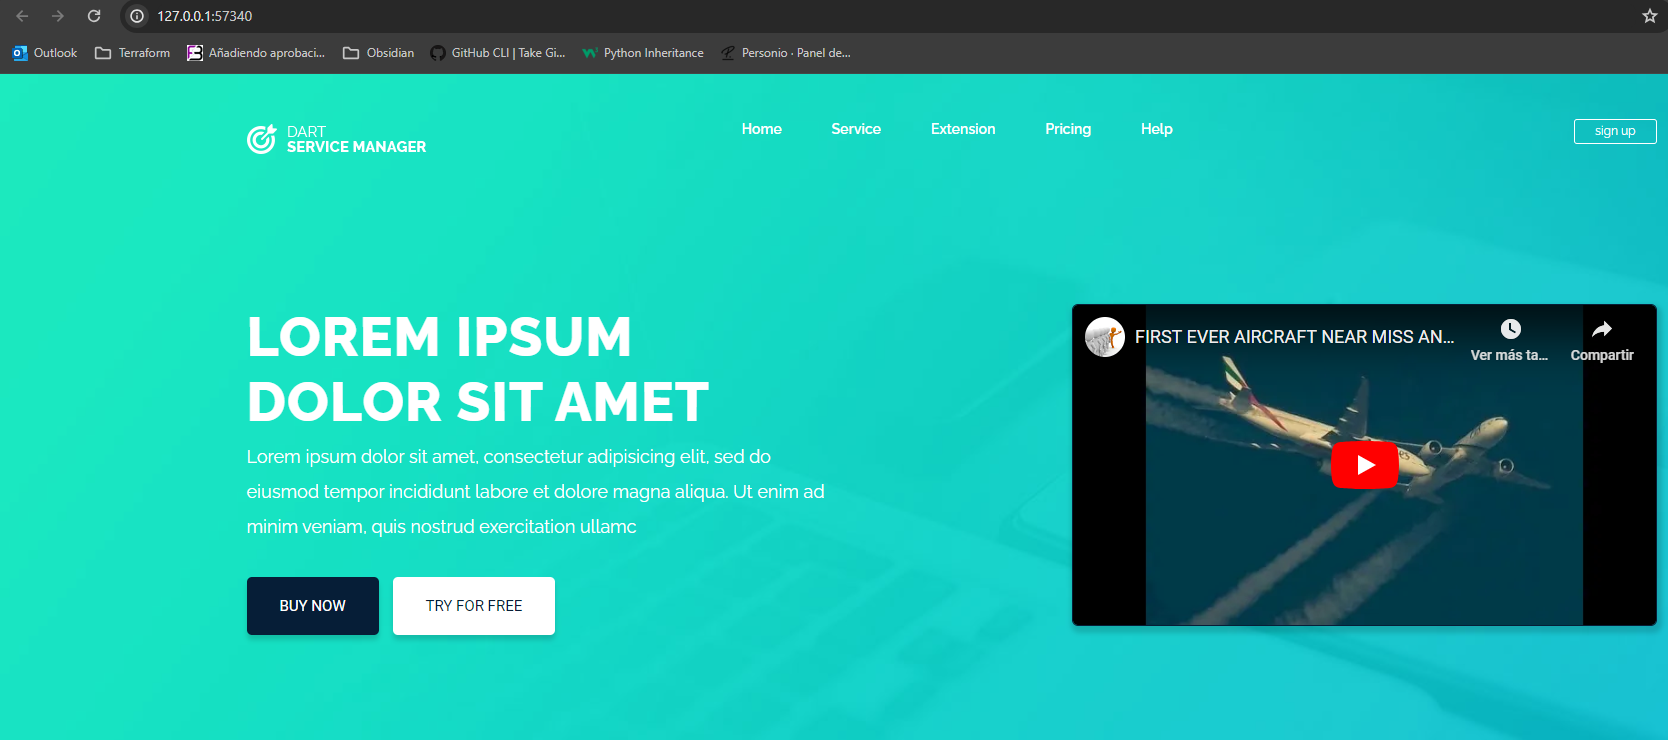 127.0.0.1:57340
Outlook
Terraform
Añadiendo aprobaci...
Obsidian
GitHub CLI | Take Gi...
Python Inheritance
Personio · Panel de...
DART
SERVICE MANAGER
Home
Service
Extension
Pricing
Help
sign up
LOREM IPSUM
DOLOR SIT AMET
Lorem ipsum dolor sit amet, consectetur adipisicing elit, sed do
eiusmod tempor incididunt labore et dolore magna aliqua. Ut enim ad
minim veniam, quis nostrud exercitation ullamc
BUY NOW
TRY FOR FREE
FIRST EVER AIRCRAFT NEAR MISS AN...
Ver más ta...
Compartir